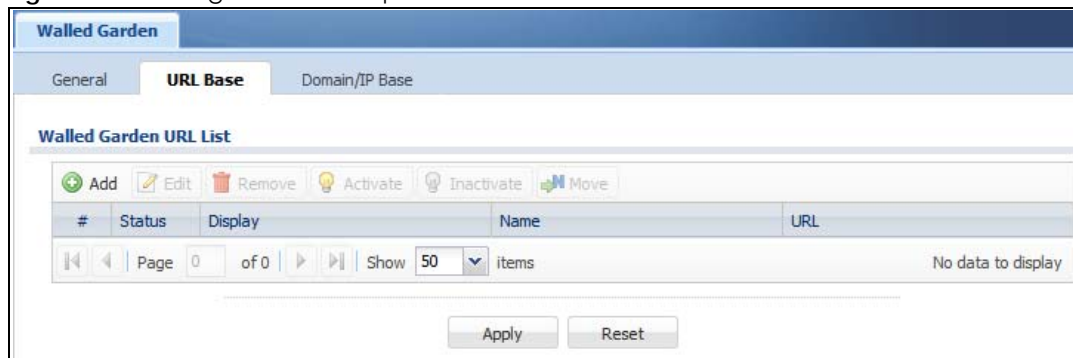 Walled Garden
General URL Base Domain/IP Base
Walled Garden URL List
Add Edit Remove Activate Inactivate Move
# Status Display Name URL
Page 0 of 0 Show 50 items No data to display
Apply Reset